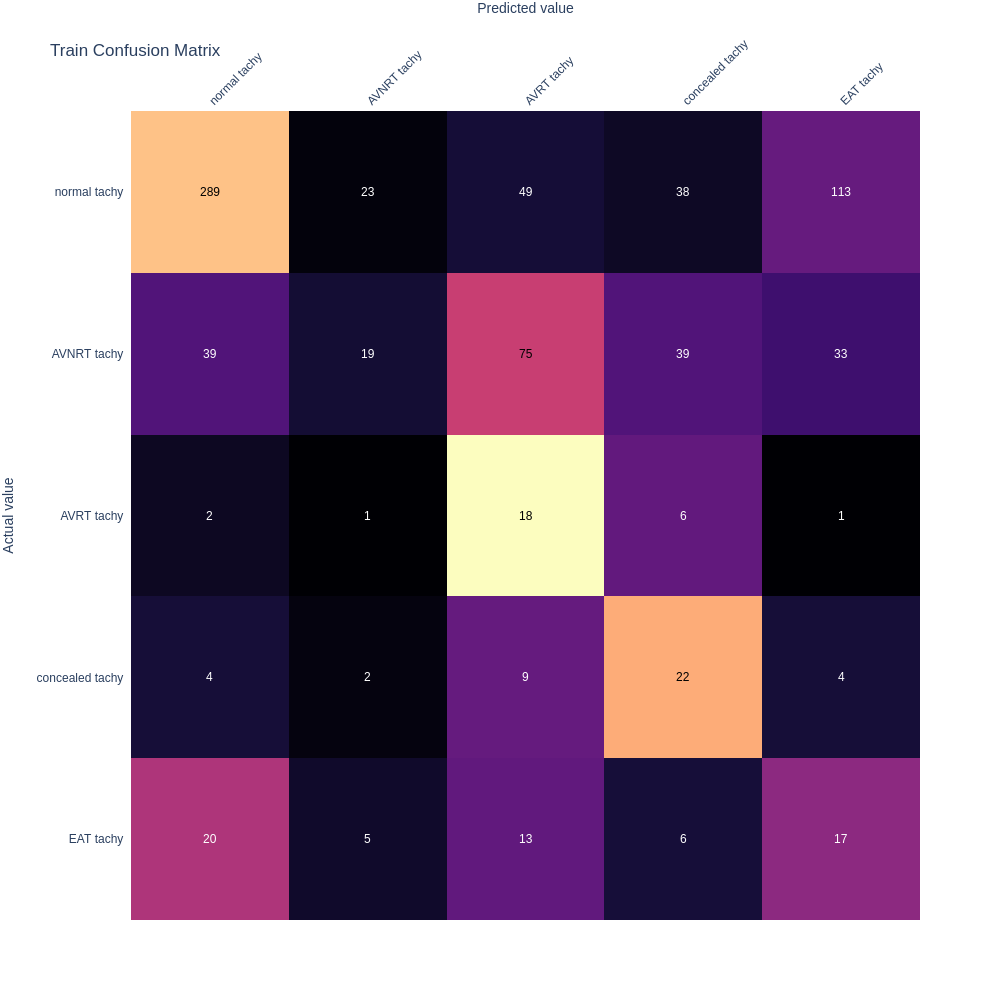 Predicted value
Train Confusion Matrix
normal tachy AVNRT tachy AVRT tachy concealed tachy EAT tachy
normal tachy 289 23 49 38 113
AVNRT tachy 39 19 75 39 33
Actual value
AVRT tachy 2 1 18 6 1
concealed tachy 4 2 9 22 4
EAT tachy 20 5 13 6 17